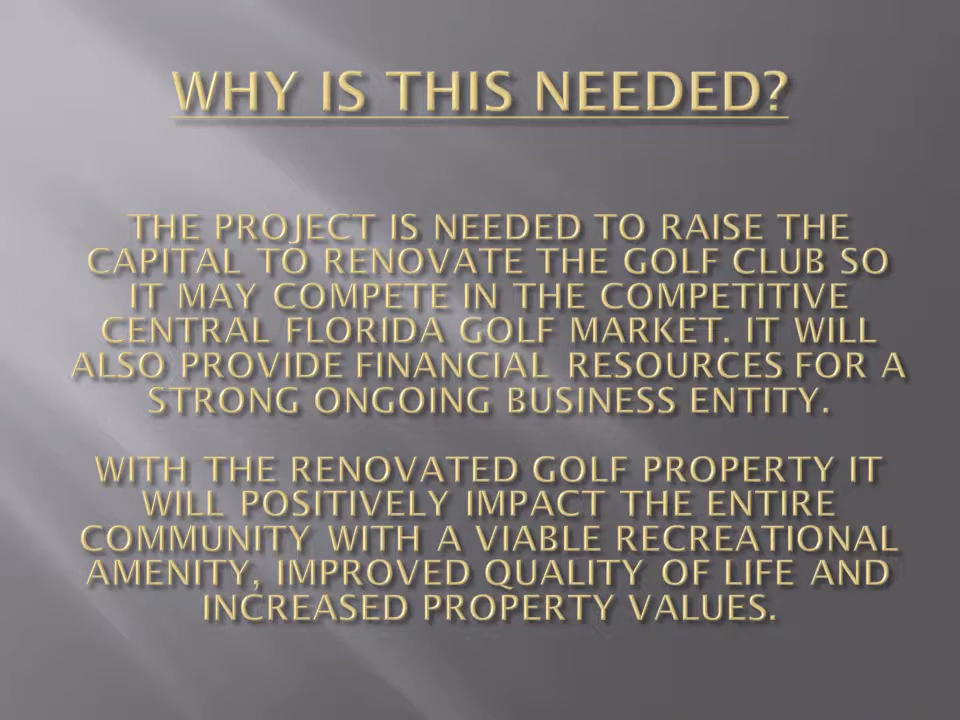 WHY IS THIS NEEDED?
THE PROJECT IS NEEDED TO RAISE THE
CAPITAL TO RENOVATE THE GOLF CLUB SO
IT MAY COMPETE IN THE COMPETITIVE
CENTRAL FLORIDA GOLF MARKET. IT WILL
ALSO PROVIDE FINANCIAL RESOURCES FOR A
STRONG ONGOING BUSINESS ENTITY.
WITH THE RENOVATED GOLF PROPERTY IT
WILL POSITIVELY IMPACT THE ENTIRE
COMMUNITY WITH A VIABLE RECREATIONAL
AMENITY, IMPROVED QUALITY OF LIFE AND
INCREASED PROPERTY VALUES.